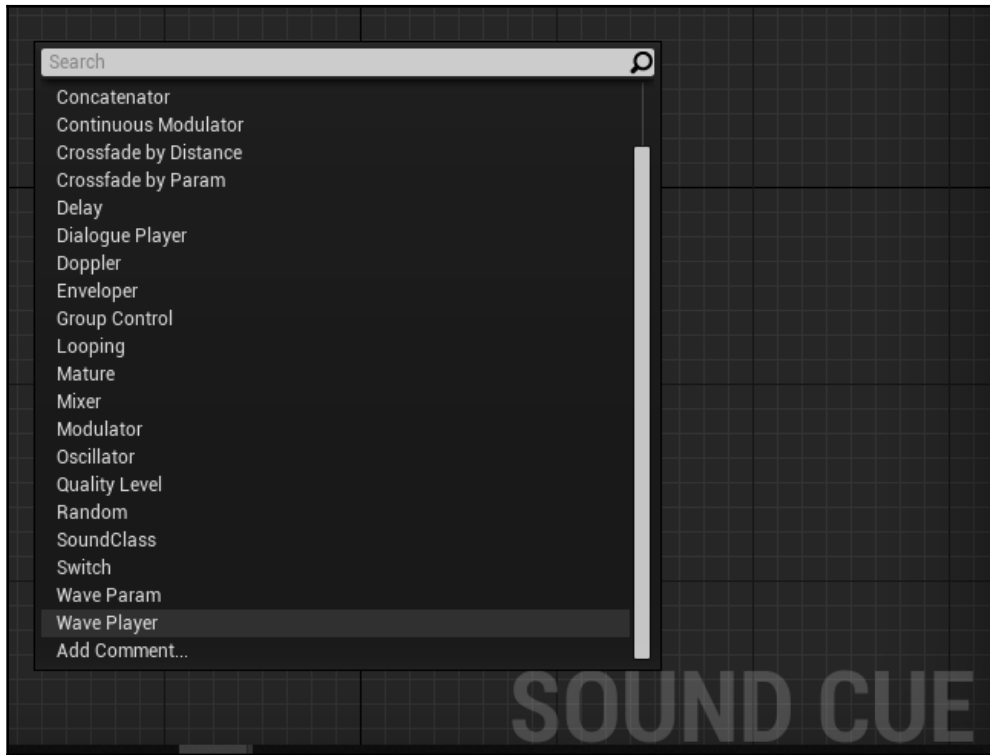 Search
Concatenator
Continuous Modulator
Crossfade by Distance
Crossfade by Param
Delay
Dialogue Player
Doppler
Enveloper
Group Control
Looping
Mature
Mixer
Modulator
Oscillator
Quality Level
Random
SoundClass
Switch
Wave Param
Wave Player
Add Comment...
SOUND CUE